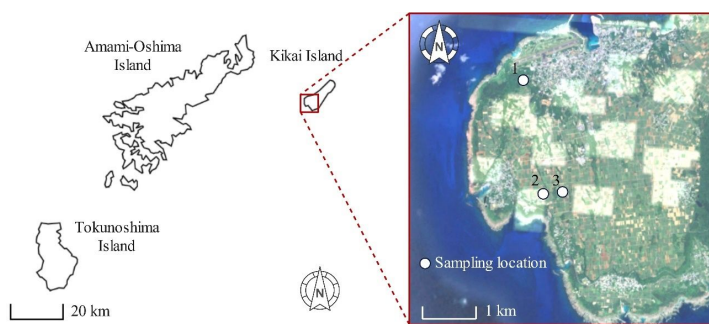 Amami-Oshima
Island
Kikai Island
Tokunoshima
Island
20 km
N
N
1
2 3
Sampling location
1 km